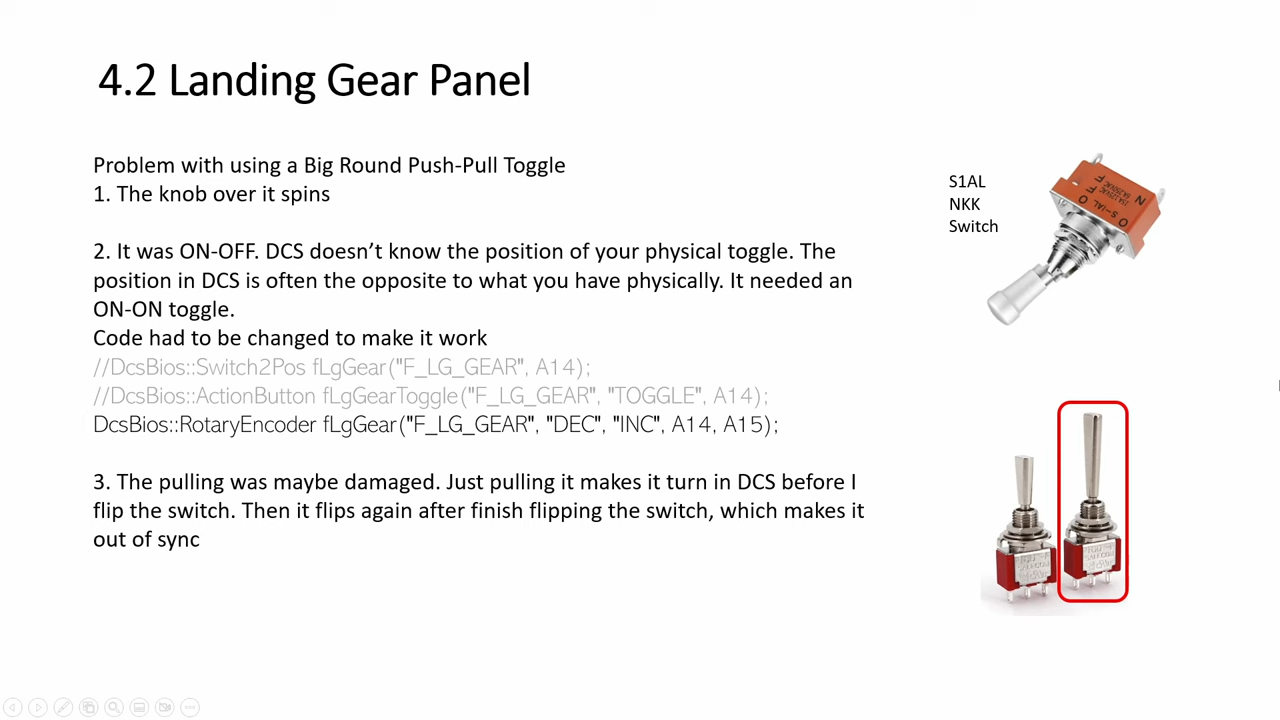 4.2 Landing Gear Panel
Problem with using a Big Round Push-Pull Toggle
1. The knob over it spins
2. It was ON-OFF. DCS doesn’t know the position of your physical toggle. The
position in DCS is often the opposite to what you have physically. It needed an
ON-ON toggle.
Code had to be changed to make it work
//DcsBios::Switch2Pos fLgGear("F_LG_GEAR", A14);
//DcsBios::ActionButton fLgGearToggle("F_LG_GEAR", "TOGGLE", A14);
DcsBios::RotaryEncoder fLgGear("F_LG_GEAR", "DEC", "INC", A14, A15);
3. The pulling was maybe damaged. Just pulling it makes it turn in DCS before I
flip the switch. Then it flips again after finish flipping the switch, which makes it
out of sync
S1AL
NKK
Switch